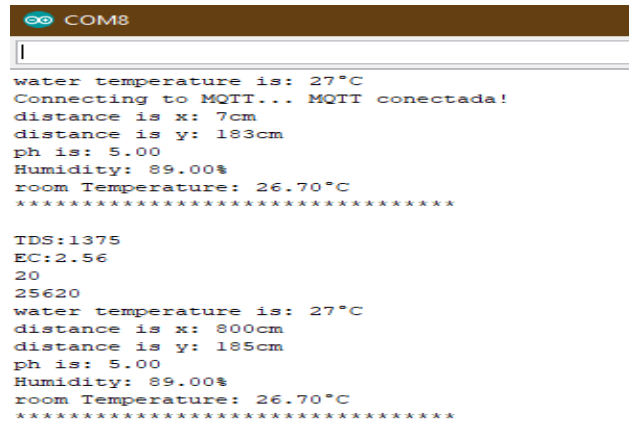 COM8
water temperature is: 27°C
Connecting to MQTT... MQTT conectada!
distance is x: 7cm
distance is y: 183cm
ph is: 5.00
Humidity: 89.00%
room Temperature: 26.70°C
**********************************
TDS:1375
EC:2.56
20
25620
water temperature is: 27°C
distance is x: 800cm
distance is y: 185cm
ph is: 5.00
Humidity: 89.00%
room Temperature: 26.70°C
**********************************